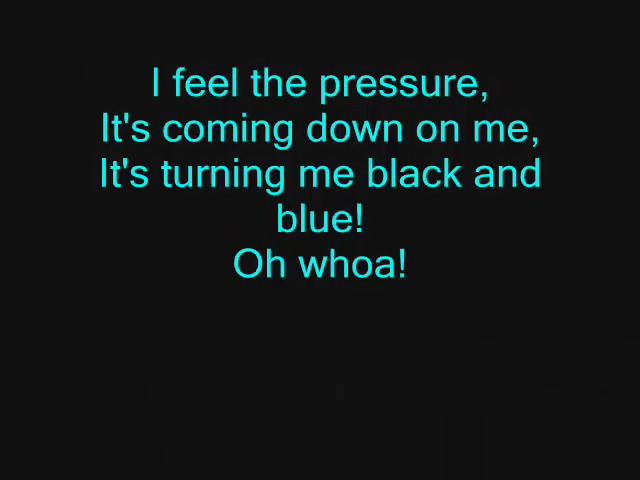 I feel the pressure,
It's coming down on me,
It's turning me black and
blue!
Oh whoa!